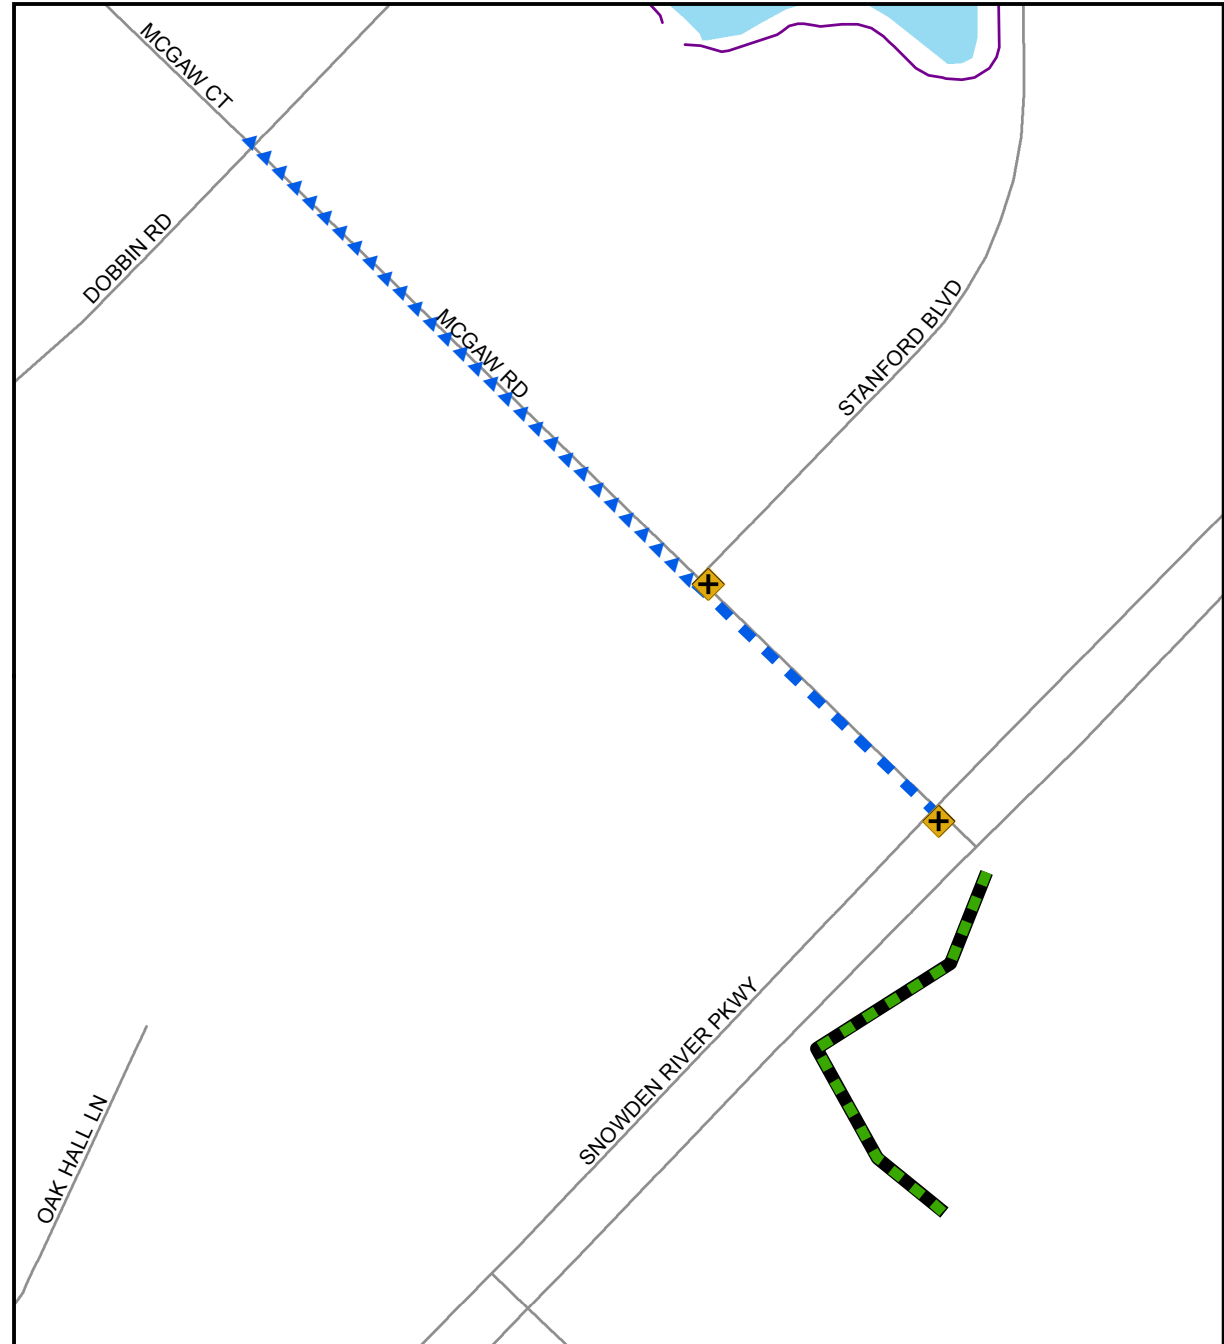 MCGAW CT
DOBBIN RD
MCGAW RD
STANFORD BLVD
SNOWDEN RIVER PKWY
OAK HALL LN